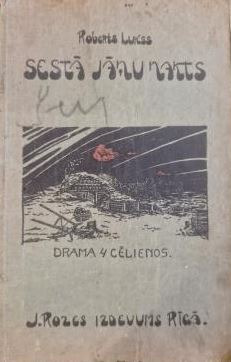 Roberts Lukss
SESTĀ JĀŅU NAKTS
DRAMA 4 CĒLIENOS.
J. ROZES IZDEVUMS RĪGĀ.